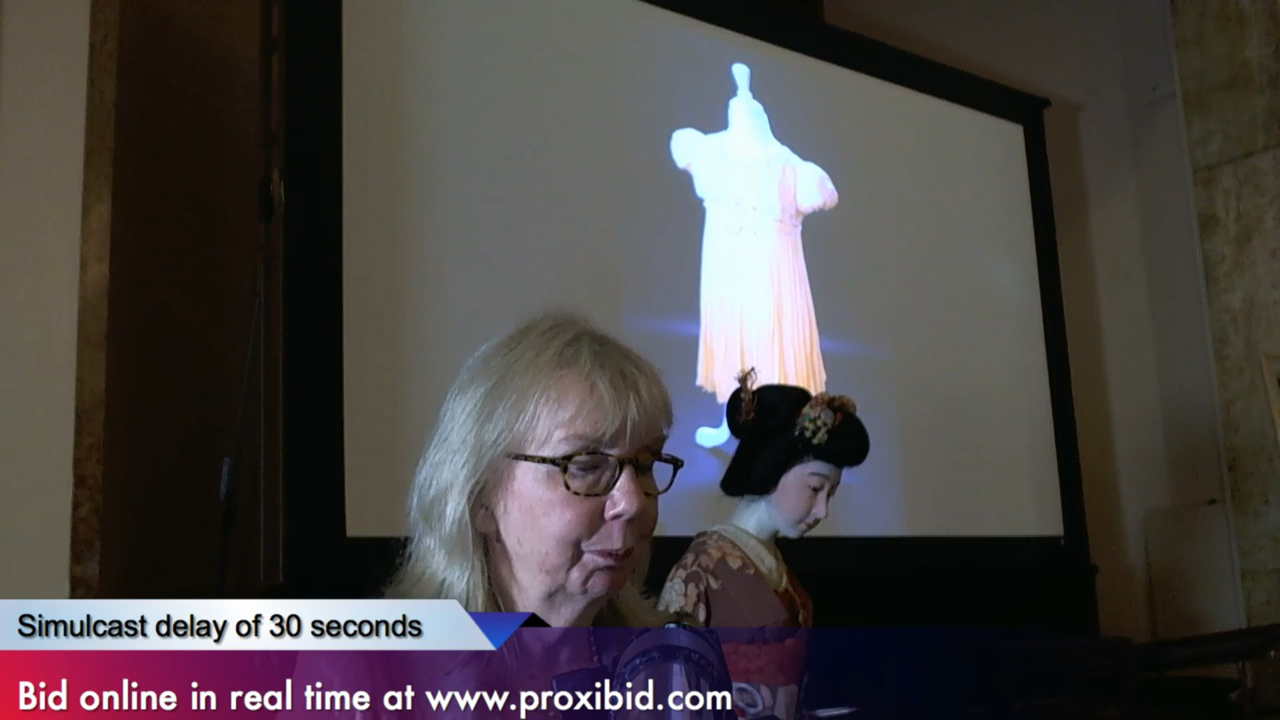 Simulcast delay of 30 seconds
Bid online in real time at www.proxibid.com